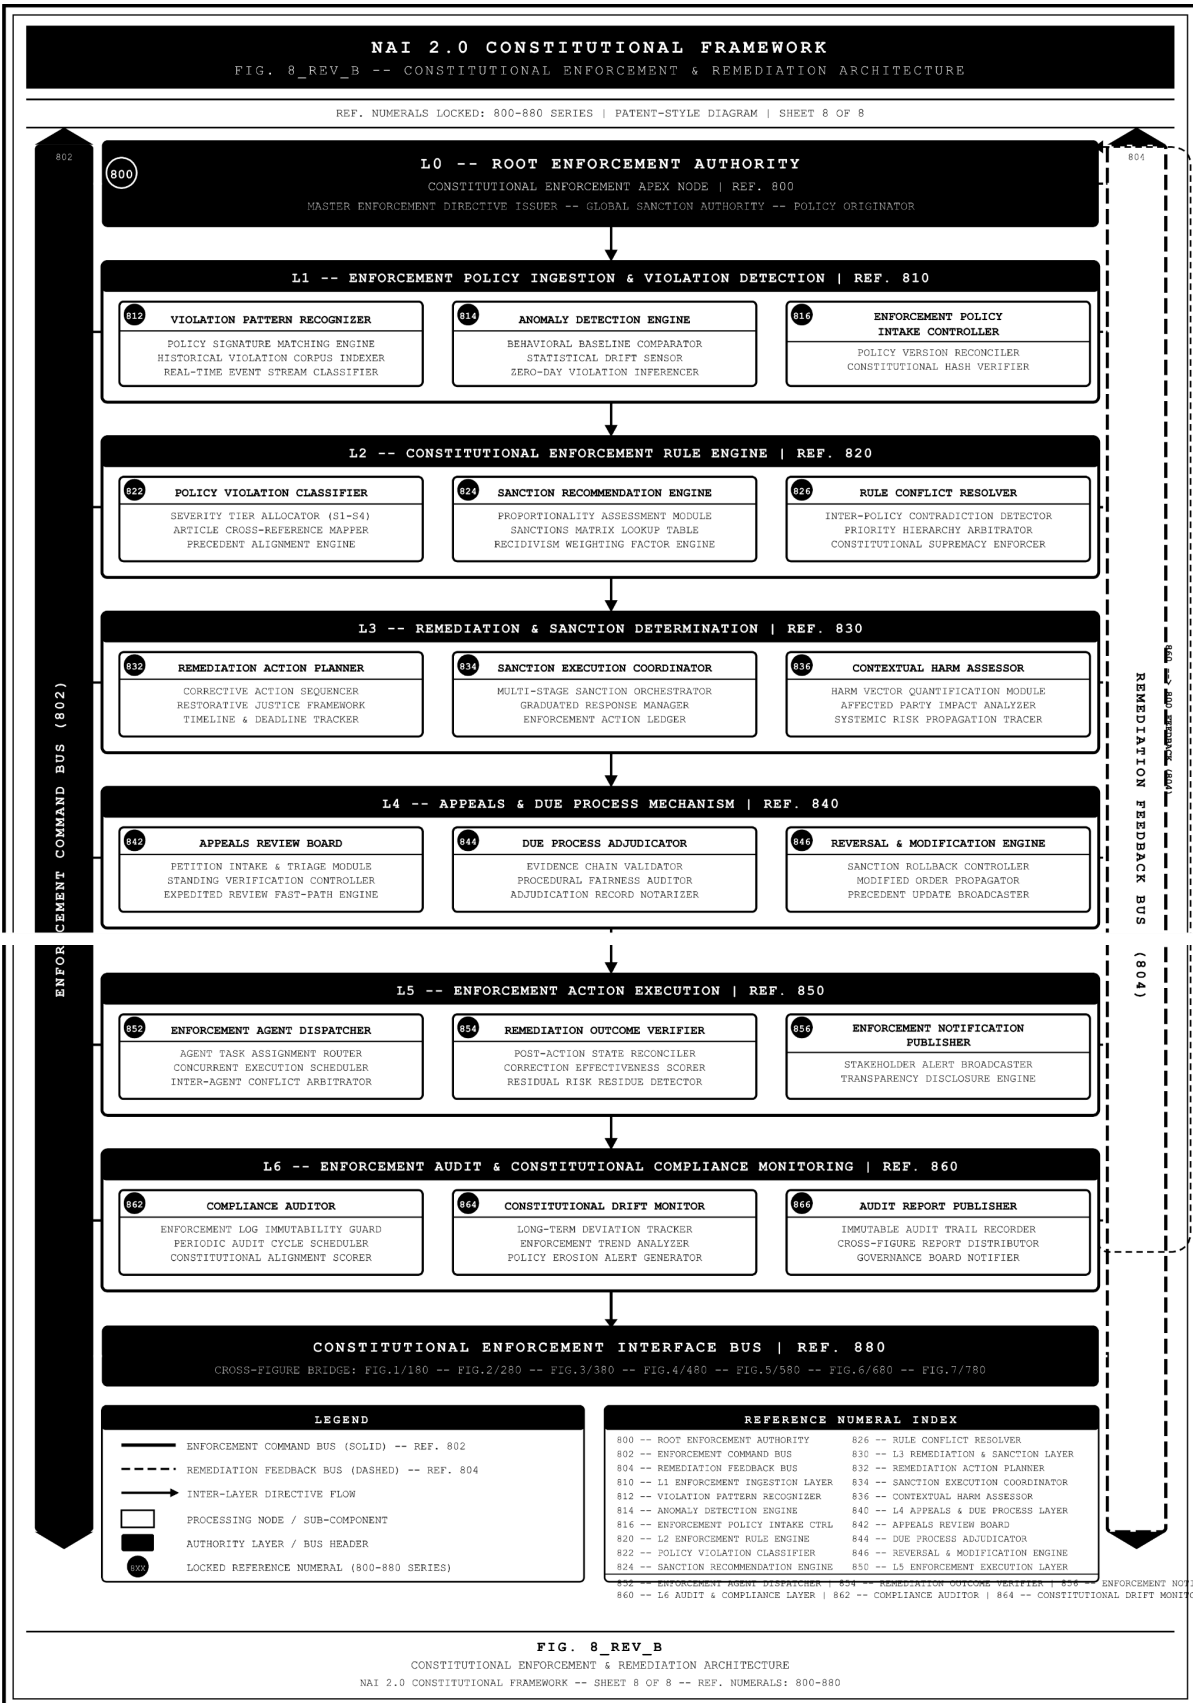 NAI 2.0 CONSTITUTIONAL FRAMEWORK
FIG. 8_REV_B -- CONSTITUTIONAL ENFORCEMENT & REMEDIATION ARCHITECTURE
REF. NUMERALS LOCKED: 800-880 SERIES | PATENT-STYLE DIAGRAM | SHEET 8 OF 8
802
804
800
L0 -- ROOT ENFORCEMENT AUTHORITY
CONSTITUTIONAL ENFORCEMENT APEX NODE | REF. 800
MASTER ENFORCEMENT DIRECTIVE ISSUER -- GLOBAL SANCTION AUTHORITY -- POLICY ORIGINATOR
L1 -- ENFORCEMENT POLICY INGESTION & VIOLATION DETECTION | REF. 810
812
VIOLATION PATTERN RECOGNIZER
POLICY SIGNATURE MATCHING ENGINE
HISTORICAL VIOLATION CORPUS INDEXER
REAL-TIME EVENT STREAM CLASSIFIER
814
ANOMALY DETECTION ENGINE
BEHAVIORAL BASELINE COMPARATOR
STATISTICAL DRIFT SENSOR
ZERO-DAY VIOLATION INFERENCER
816
ENFORCEMENT POLICY
INTAKE CONTROLLER
POLICY VERSION RECONCILER
CONSTITUTIONAL HASH VERIFIER
L2 -- CONSTITUTIONAL ENFORCEMENT RULE ENGINE | REF. 820
822
POLICY VIOLATION CLASSIFIER
SEVERITY TIER ALLOCATOR (S1-S4)
ARTICLE CROSS-REFERENCE MAPPER
PRECEDENT ALIGNMENT ENGINE
824
SANCTION RECOMMENDATION ENGINE
PROPORTIONALITY ASSESSMENT MODULE
SANCTIONS MATRIX LOOKUP TABLE
RECIDIVISM WEIGHTING FACTOR ENGINE
826
RULE CONFLICT RESOLVER
INTER-POLICY CONTRADICTION DETECTOR
PRIORITY HIERARCHY ARBITRATOR
CONSTITUTIONAL SUPREMACY ENFORCER
L3 -- REMEDIATION & SANCTION DETERMINATION | REF. 830
832
REMEDIATION ACTION PLANNER
CORRECTIVE ACTION SEQUENCER
RESTORATIVE JUSTICE FRAMEWORK
TIMELINE & DEADLINE TRACKER
834
SANCTION EXECUTION COORDINATOR
MULTI-STAGE SANCTION ORCHESTRATOR
GRADUATED RESPONSE MANAGER
ENFORCEMENT ACTION LEDGER
836
CONTEXTUAL HARM ASSESSOR
HARM VECTOR QUANTIFICATION MODULE
AFFECTED PARTY IMPACT ANALYZER
SYSTEMIC RISK PROPAGATION TRACER
L4 -- APPEALS & DUE PROCESS MECHANISM | REF. 840
842
APPEALS REVIEW BOARD
PETITION INTAKE & TRIAGE MODULE
STANDING VERIFICATION CONTROLLER
EXPEDITED REVIEW FAST-PATH ENGINE
844
DUE PROCESS ADJUDICATOR
EVIDENCE CHAIN VALIDATOR
PROCEDURAL FAIRNESS AUDITOR
ADJUDICATION RECORD NOTARIZER
846
REVERSAL & MODIFICATION ENGINE
SANCTION ROLLBACK CONTROLLER
MODIFIED ORDER PROPAGATOR
PRECEDENT UPDATE BROADCASTER
ENFORCEMENT COMMAND BUS (802)
REMEDIATION FEEDBACK BUS (804)
860 --> 800 FEEDBACK (804)
L5 -- ENFORCEMENT ACTION EXECUTION | REF. 850
852
ENFORCEMENT AGENT DISPATCHER
AGENT TASK ASSIGNMENT ROUTER
CONCURRENT EXECUTION SCHEDULER
INTER-AGENT CONFLICT ARBITRATOR
854
REMEDIATION OUTCOME VERIFIER
POST-ACTION STATE RECONCILER
CORRECTION EFFECTIVENESS SCORER
RESIDUAL RISK RESIDUE DETECTOR
856
ENFORCEMENT NOTIFICATION
PUBLISHER
STAKEHOLDER ALERT BROADCASTER
TRANSPARENCY DISCLOSURE ENGINE
L6 -- ENFORCEMENT AUDIT & CONSTITUTIONAL COMPLIANCE MONITORING | REF. 860
862
COMPLIANCE AUDITOR
ENFORCEMENT LOG IMMUTABILITY GUARD
PERIODIC AUDIT CYCLE SCHEDULER
CONSTITUTIONAL ALIGNMENT SCORER
864
CONSTITUTIONAL DRIFT MONITOR
LONG-TERM DEVIATION TRACKER
ENFORCEMENT TREND ANALYZER
POLICY EROSION ALERT GENERATOR
866
AUDIT REPORT PUBLISHER
IMMUTABLE AUDIT TRAIL RECORDER
CROSS-FIGURE REPORT DISTRIBUTOR
GOVERNANCE BOARD NOTIFIER
CONSTITUTIONAL ENFORCEMENT INTERFACE BUS | REF. 880
CROSS-FIGURE BRIDGE: FIG.1/180 -- FIG.2/280 -- FIG.3/380 -- FIG.4/480 -- FIG.5/580 -- FIG.6/680 -- FIG.7/780
LEGEND
ENFORCEMENT COMMAND BUS (SOLID) -- REF. 802
REMEDIATION FEEDBACK BUS (DASHED) -- REF. 804
INTER-LAYER DIRECTIVE FLOW
PROCESSING NODE / SUB-COMPONENT
AUTHORITY LAYER / BUS HEADER
8XX
LOCKED REFERENCE NUMERAL (800-880 SERIES)
REFERENCE NUMERAL INDEX
800 -- ROOT ENFORCEMENT AUTHORITY
802 -- ENFORCEMENT COMMAND BUS
804 -- REMEDIATION FEEDBACK BUS
810 -- L1 ENFORCEMENT INGESTION LAYER
812 -- VIOLATION PATTERN RECOGNIZER
814 -- ANOMALY DETECTION ENGINE
816 -- ENFORCEMENT POLICY INTAKE CTRL
820 -- L2 ENFORCEMENT RULE ENGINE
822 -- POLICY VIOLATION CLASSIFIER
824 -- SANCTION RECOMMENDATION ENGINE
826 -- RULE CONFLICT RESOLVER
830 -- L3 REMEDIATION & SANCTION LAYER
832 -- REMEDIATION ACTION PLANNER
834 -- SANCTION EXECUTION COORDINATOR
836 -- CONTEXTUAL HARM ASSESSOR
840 -- L4 APPEALS & DUE PROCESS LAYER
842 -- APPEALS REVIEW BOARD
844 -- DUE PROCESS ADJUDICATOR
846 -- REVERSAL & MODIFICATION ENGINE
850 -- L5 ENFORCEMENT EXECUTION LAYER
852 -- ENFORCEMENT AGENT DISPATCHER | 854 -- REMEDIATION OUTCOME VERIFIER | 856 -- ENFORCEMENT NOTI
860 -- L6 AUDIT & COMPLIANCE LAYER | 862 -- COMPLIANCE AUDITOR | 864 -- CONSTITUTIONAL DRIFT MONITO
FIG. 8_REV_B
CONSTITUTIONAL ENFORCEMENT & REMEDIATION ARCHITECTURE
NAI 2.0 CONSTITUTIONAL FRAMEWORK -- SHEET 8 OF 8 -- REF. NUMERALS: 800-880